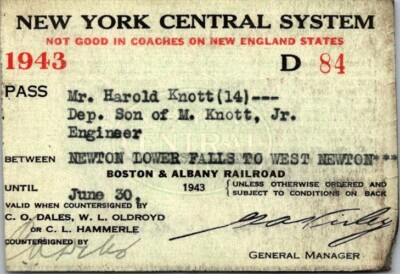 NEW YORK CENTRAL SYSTEM
NOT GOOD IN COACHES ON NEW ENGLAND STATES
1943 D 84
PASS Mr. Harold Knott(14)---
Dep. Son of M. Knott, Jr.
Engineer
BETWEEN NEWTON LOWER FALLS TO WEST NEWTON***
BOSTON & ALBANY RAILROAD
UNTIL June 30, 1943 { UNLESS OTHERWISE ORDERED AND
SUBJECT TO CONDITIONS ON BACK
VALID WHEN COUNTERSIGNED BY
C. O. DALES, W. L. OLDROYD
OR C. L. HAMMERLE
COUNTERSIGNED BY
GENERAL MANAGER